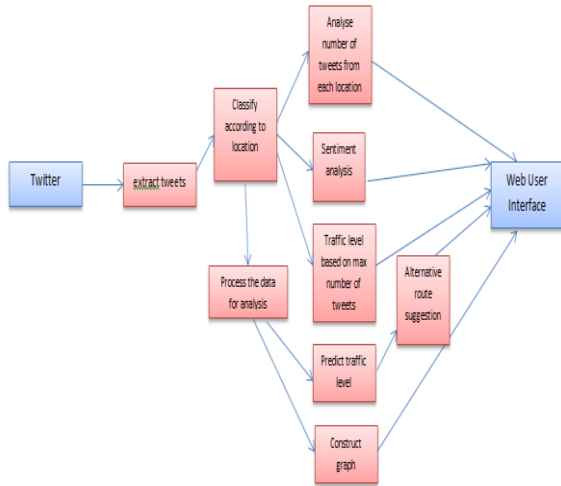 Analyse
number of
tweets from
each location
Classify
according to
location
Twitter
extract tweets
Sentiment
analysis
Web User
Interface
Traffic level
based on max
number of
tweets
Process the data
for analysis
Alternative
route
suggestion
Predict traffic
level
Construct
graph